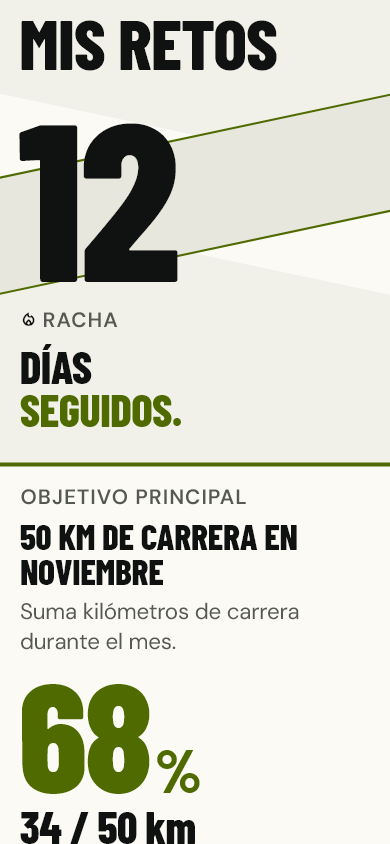 MIS RETOS
12
RACHA
DÍAS
SEGUIDOS.
OBJETIVO PRINCIPAL
50 KM DE CARRERA EN
NOVIEMBRE
Suma kilómetros de carrera
durante el mes.
68%
34 / 50 km